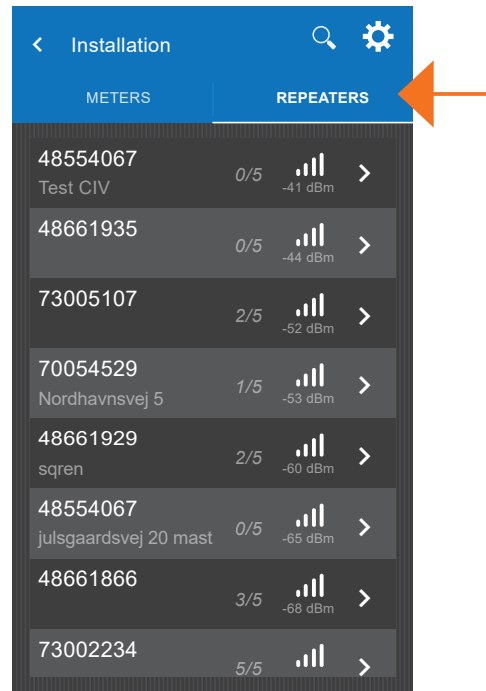 Installation
METERS REPEATERS
48554067
Test CIV
0/5
-41 dBm
48661935
0/5
-44 dBm
73005107
2/5
-52 dBm
70054529
Nordhavnsvej 5
1/5
-53 dBm
48661929
sqren
2/5
-60 dBm
48554067
julsgaardsvej 20 mast
0/5
-65 dBm
48661866
3/5
-68 dBm
73002234
5/5